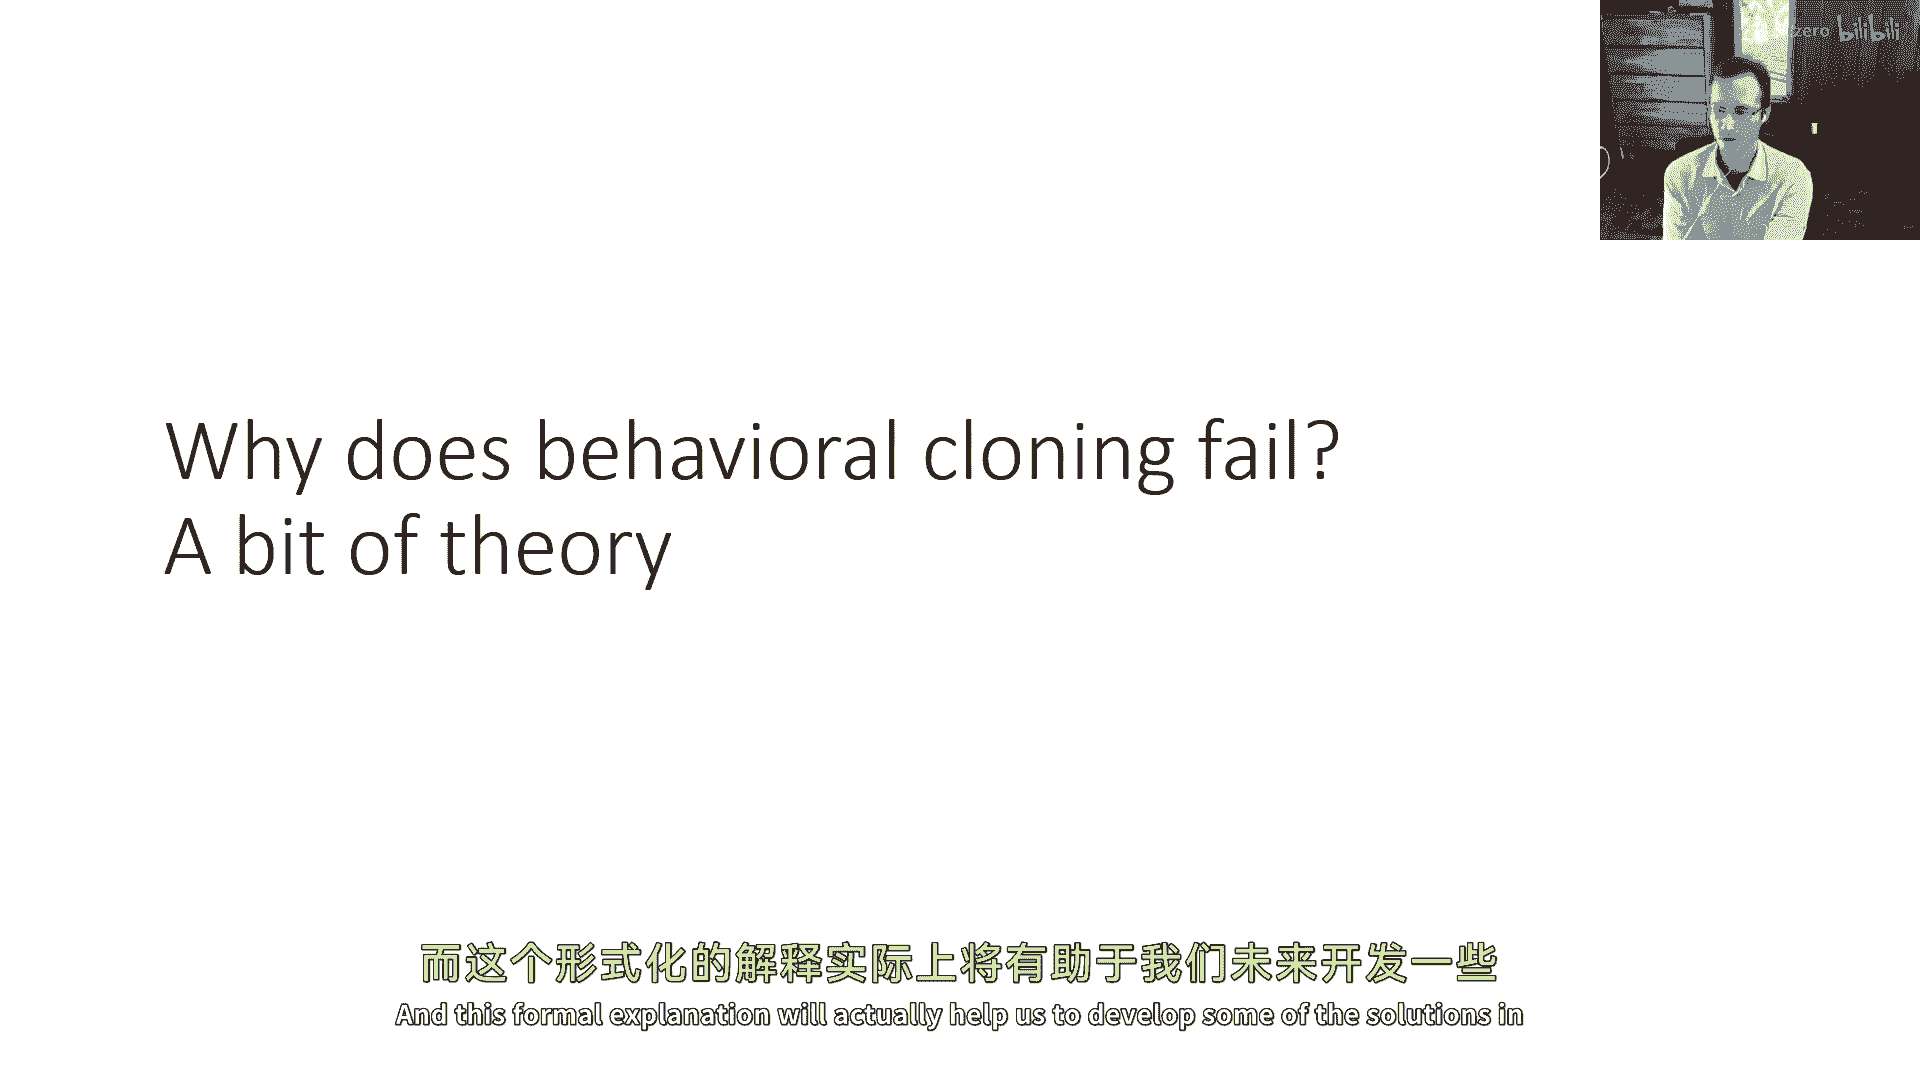 zero bilibili
Why does behavioral cloning fail?
A bit of theory
而这个形式化的解释实际上将有助于我们未来开发一些
And this formal explanation will actually help us to develop some of the solutions in